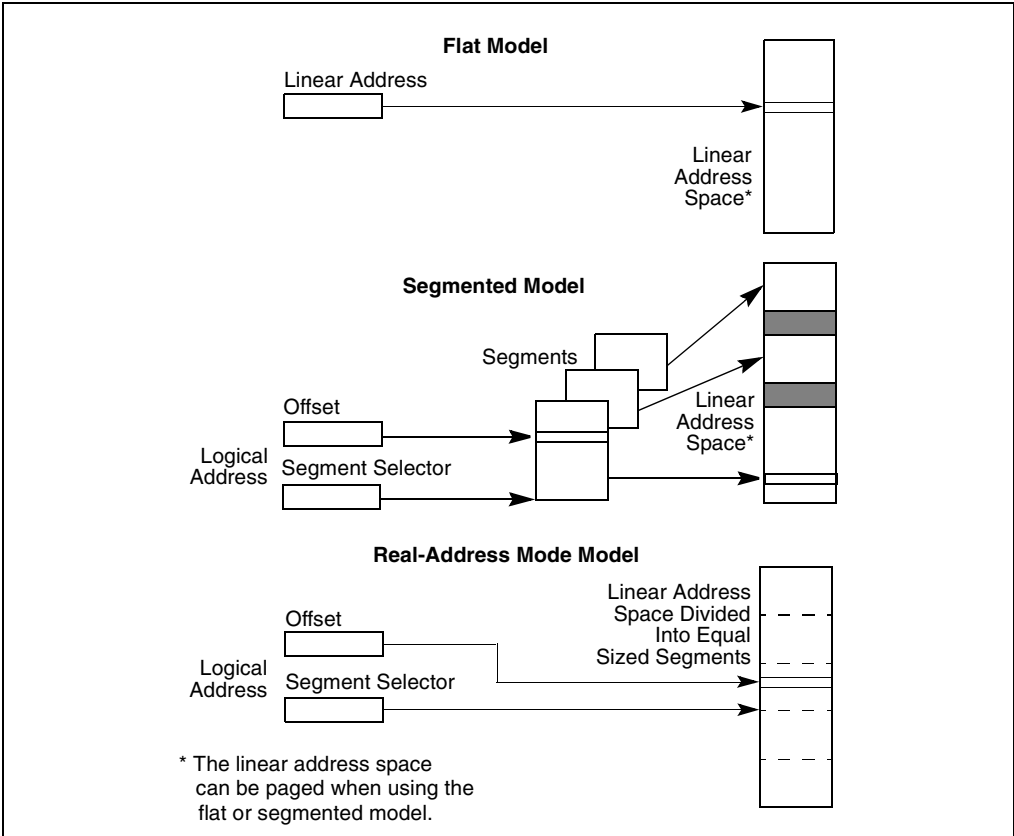 Flat Model
Linear Address
Linear
Address
Space*
Segmented Model
Segments
Offset
Logical
Address
Segment Selector
Linear
Address
Space*
Real-Address Mode Model
Offset
Logical
Address
Segment Selector
Linear Address
Space Divided
Into Equal
Sized Segments
* The linear address space
can be paged when using the
flat or segmented model.